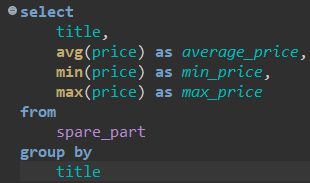 select
title,
avg(price) as average_price,
min(price) as min_price,
max(price) as max_price
from
spare_part
group by
title